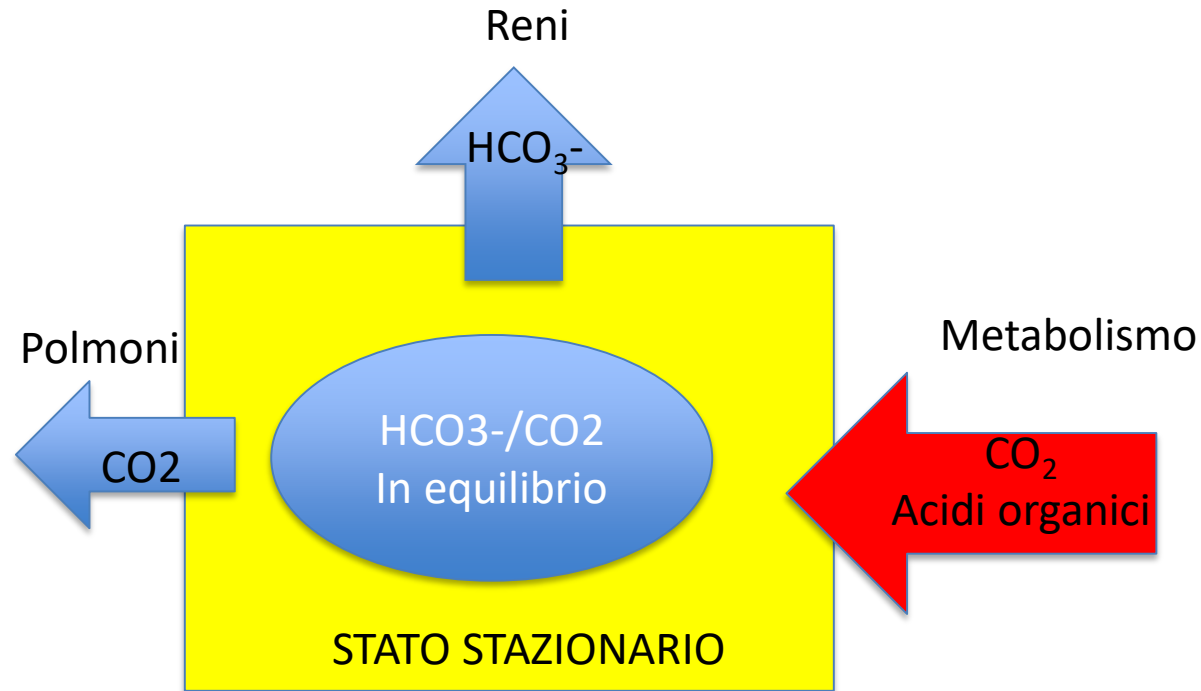 Reni
HCO₃-
Polmoni
CO2
HCO3-/CO2
In equilibrio
Metabolismo
CO₂
Acidi organici
STATO STAZIONARIO